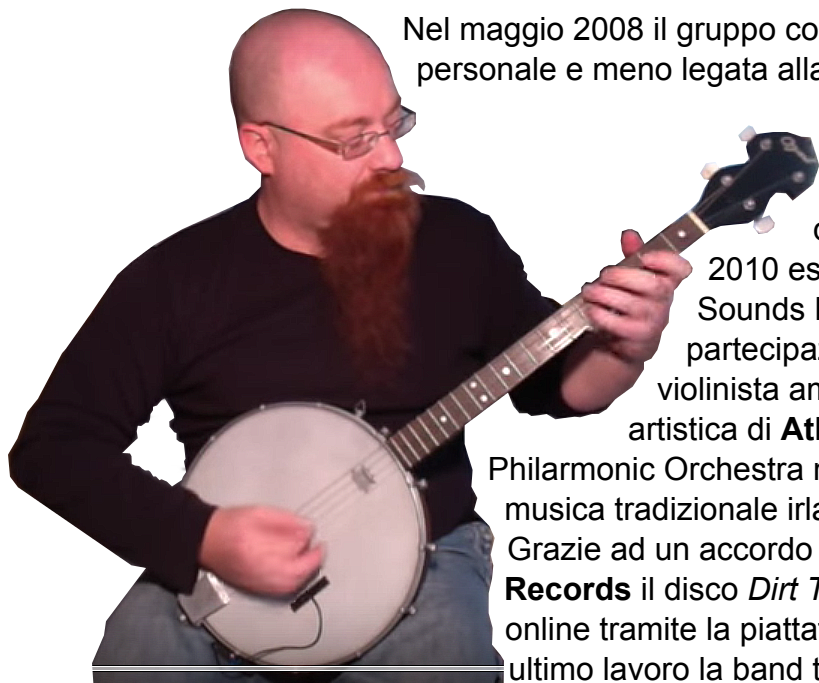 Nel maggio 2008 il gruppo co
personale e meno legata alla
2010 es
Sounds
partecipaz
violinista an
artistica di Atl
Philarmonic Orchestra
musica tradizionale irla
Grazie ad un accordo
Records il disco Dirt T
online tramite la piattaf
ultimo lavoro la band t